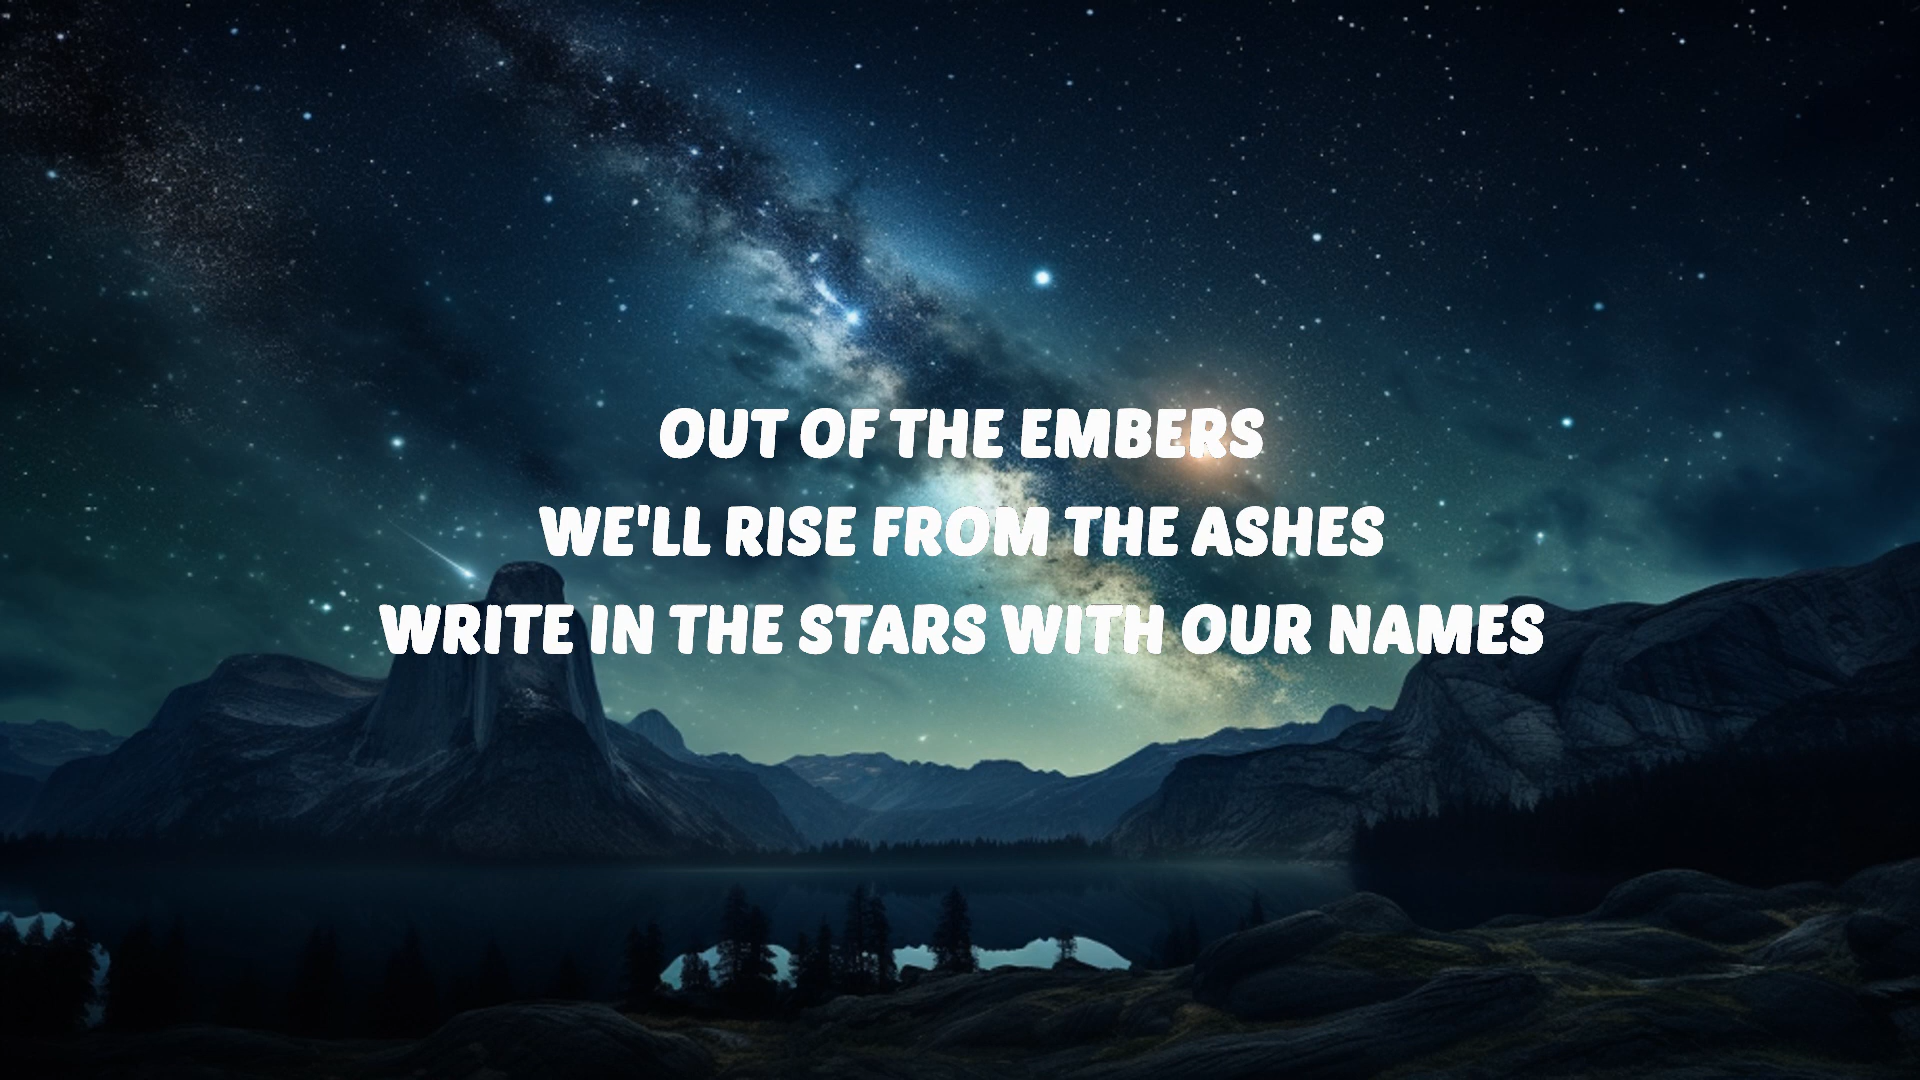 OUT OF THE EMBERS
WE'LL RISE FROM THE ASHES
WRITE IN THE STARS WITH OUR NAMES